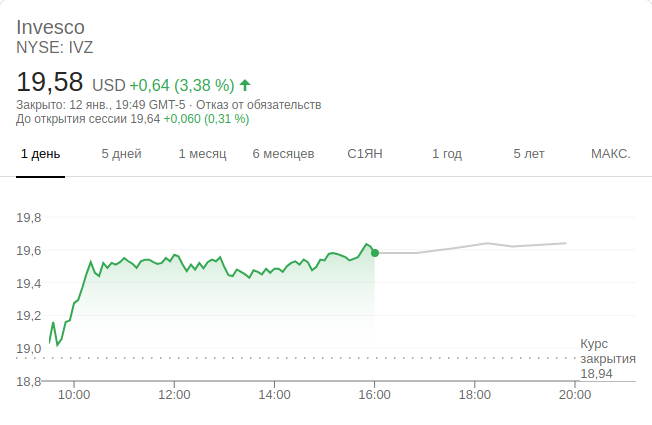 Invesco
NYSE: IVZ
19,58 USD +0,64 (3,38 %)
Закрыто: 12 янв., 19:49 GMT-5 · Отказ от обязательств
До открытия сессии 19,64 +0,060 (0,31 %)
1 день 5 дней 1 месяц 6 месяцев С1ЯН 1 год 5 лет МАКС.
19,8
19,6
19,4
19,2
19,0
18,8
Курс
закрытия
18,94
10:00 12:00 14:00 16:00 18:00 20:00